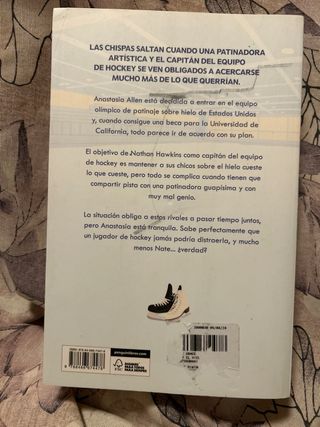 LAS CHISPAS SALTAN CUANDO UNA PATINADORA
ARTÍSTICA Y EL CAPITÁN DEL EQUIPO
DE HOCKEY SE VEN OBLIGADOS A ACERCARSE
MUCHO MÁS DE LO QUE QUERRÍAN.
Anastasia Allen está decidida a entrar en el equipo
olímpico de patinaje sobre hielo de Estados Unidos
y, cuando consigue una beca para la Universidad de
California, todo parece ir de acuerdo con su plan.
El objetivo de Nathan Hawkins como capitán del equipo
de hockey es mantener a sus chicos sobre el hielo cueste
lo que cueste, pero todo se complica cuando tienen que
compartir pista con una patinadora guapísima y con
muy mal genio.
La situación obliga a estos rivales a pasar tiempo juntos,
pero Anastasia está tranquila. Sabe perfectamente que
un jugador de hockey jamás podría distraerla, y mucho
menos Nate... ¿verdad?
penguinlibros.com
FSC